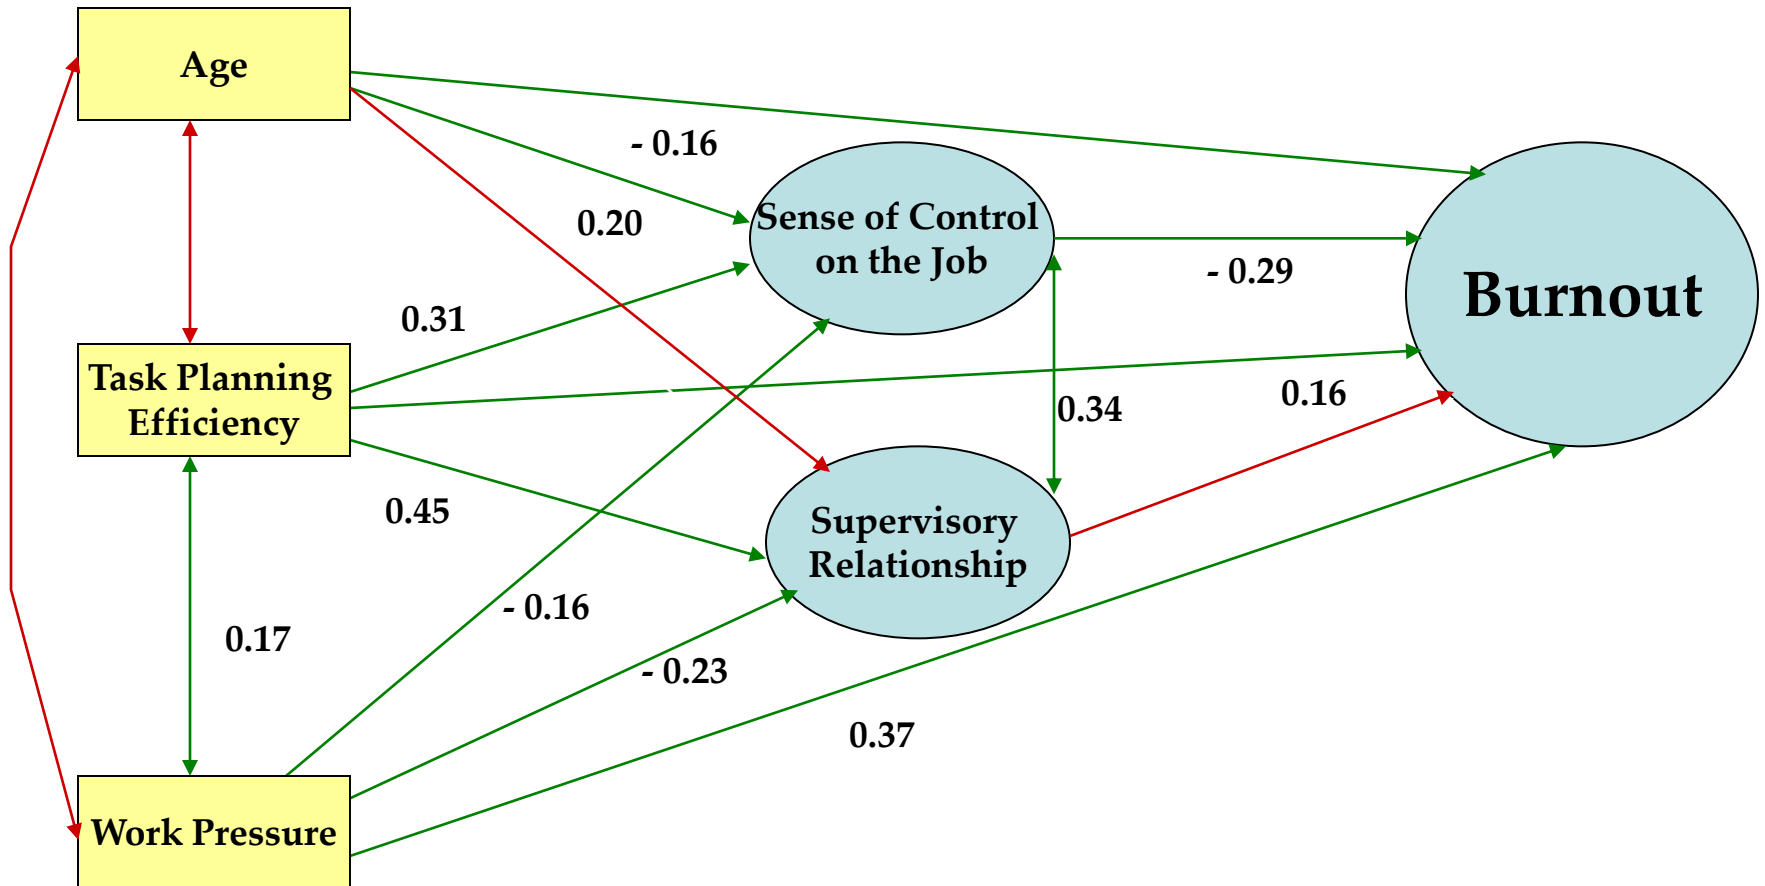 Age
- 0.16
Sense of Control
on the Job
0.20
- 0.29
Burnout
0.31
Task Planning
Efficiency
0.16
0.34
0.45
Supervisory
Relationship
- 0.16
0.17
- 0.23
0.37
Work Pressure